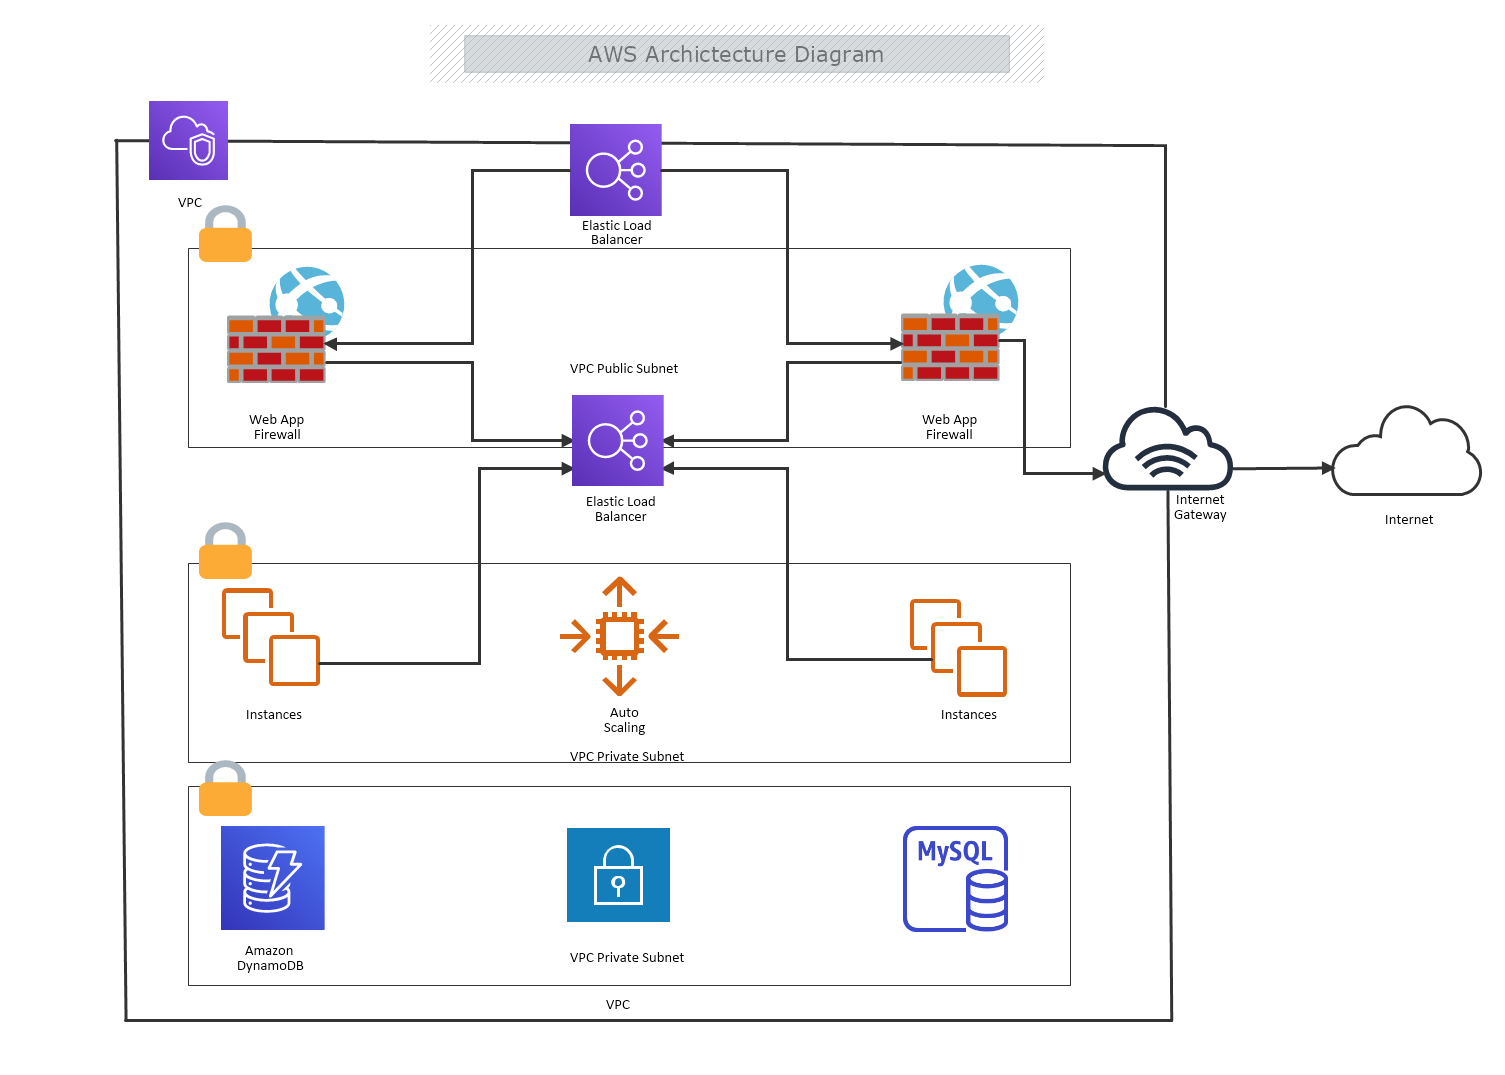 AWS Archictecture Diagram
VPC
Elastic Load
Balancer
VPC Public Subnet
Web App
Firewall
Web App
Firewall
Elastic Load
Balancer
Internet
Gateway
Internet
Instances
Auto
Scaling
Instances
VPC Private Subnet
MySQL
Amazon
DynamoDB
VPC Private Subnet
VPC